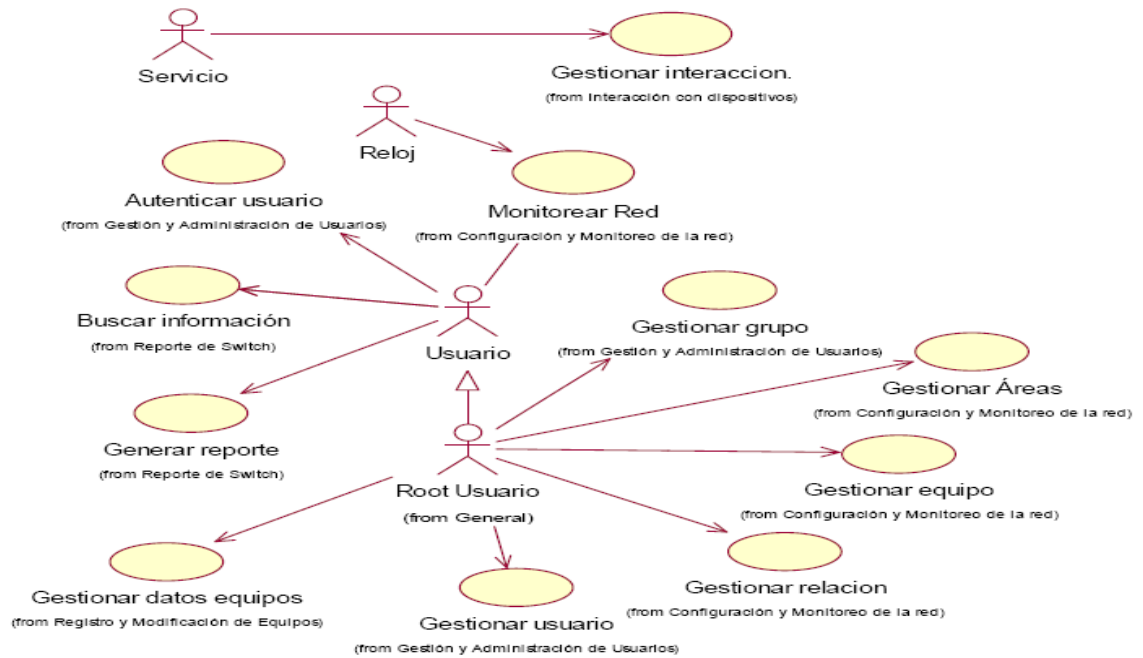 Servicio
Gestionar interaccion.
(from Interacción con dispositivos)
Reloj
Autenticar usuario
(from Gestión y Administración de Usuarios)
Monitorear Red
(from Configuración y Monitoreo de la red)
Buscar información
(from Reporte de Switch)
Usuario
Gestionar grupo
(from Gestión y Administración de Usuarios)
Gestionar Áreas
(from Configuración y Monitoreo de la red)
Generar reporte
(from Reporte de Switch)
Root Usuario
(from General)
Gestionar equipo
(from Configuración y Monitoreo de la red)
Gestionar datos equipos
(from Registro y Modificación de Equipos)
Gestionar usuario
(from Gestión y Administración de Usuarios)
Gestionar relacion
(from Configuración y Monitoreo de la red)